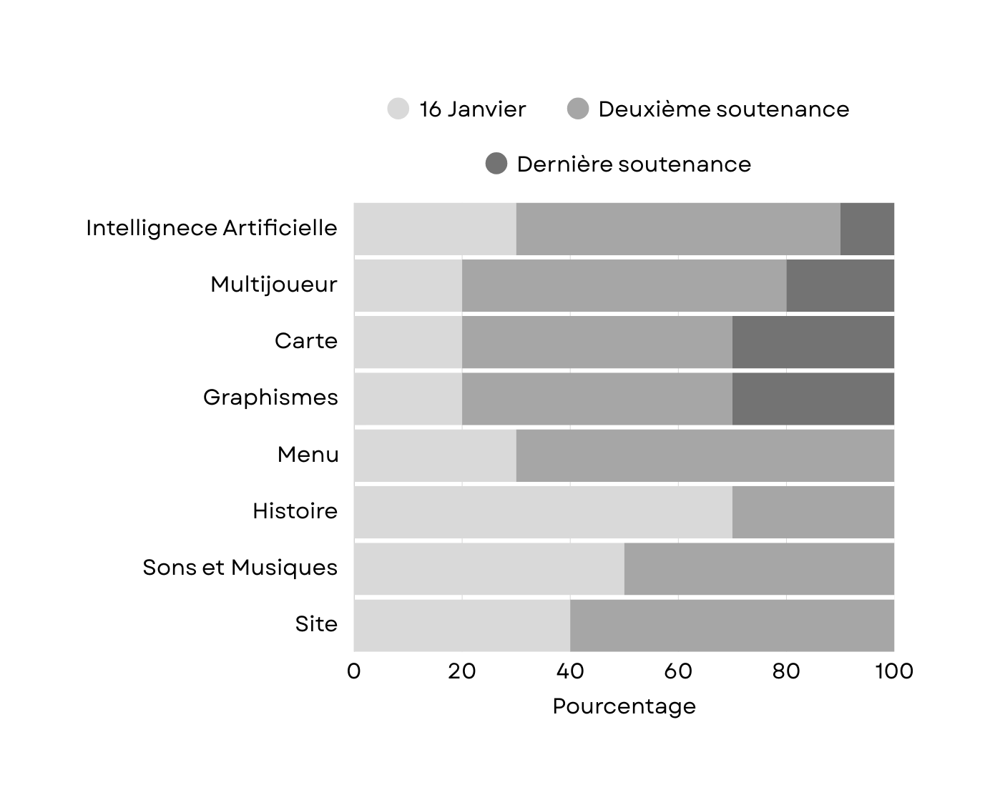 16 Janvier Deuxième soutenance
Dernière soutenance
Intellignece Artificielle
Multijoueur
Carte
Graphismes
Menu
Histoire
Sons et Musiques
Site
0 20 40 60 80 100
Pourcentage